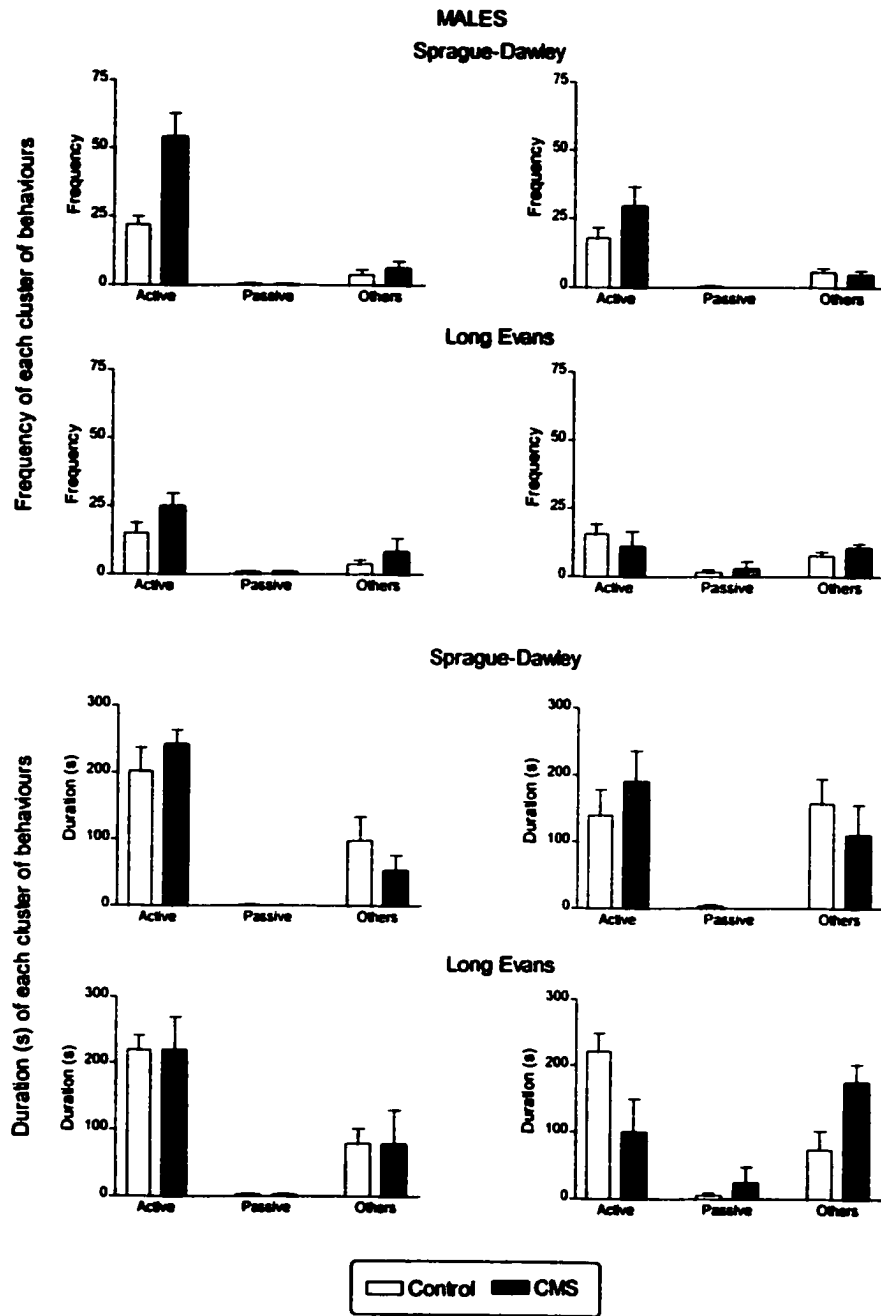 MALES
Sprague-Dawley
Frequency of each cluster of behaviours
Frequency
75
50
25
0
Active Passive Others
Frequency
75
50
25
0
Active Passive Others
Long Evans
Frequency
75
50
25
0
Active Passive Others
Frequency
75
50
25
0
Active Passive Others
Sprague-Dawley
Duration (s) of each cluster of behaviours
Duration (s)
300
200
100
0
Active Passive Others
Duration (s)
300
200
100
0
Active Passive Others
Long Evans
Duration (s)
300
200
100
0
Active Passive Others
Duration (s)
300
200
100
0
Active Passive Others
Control CMS